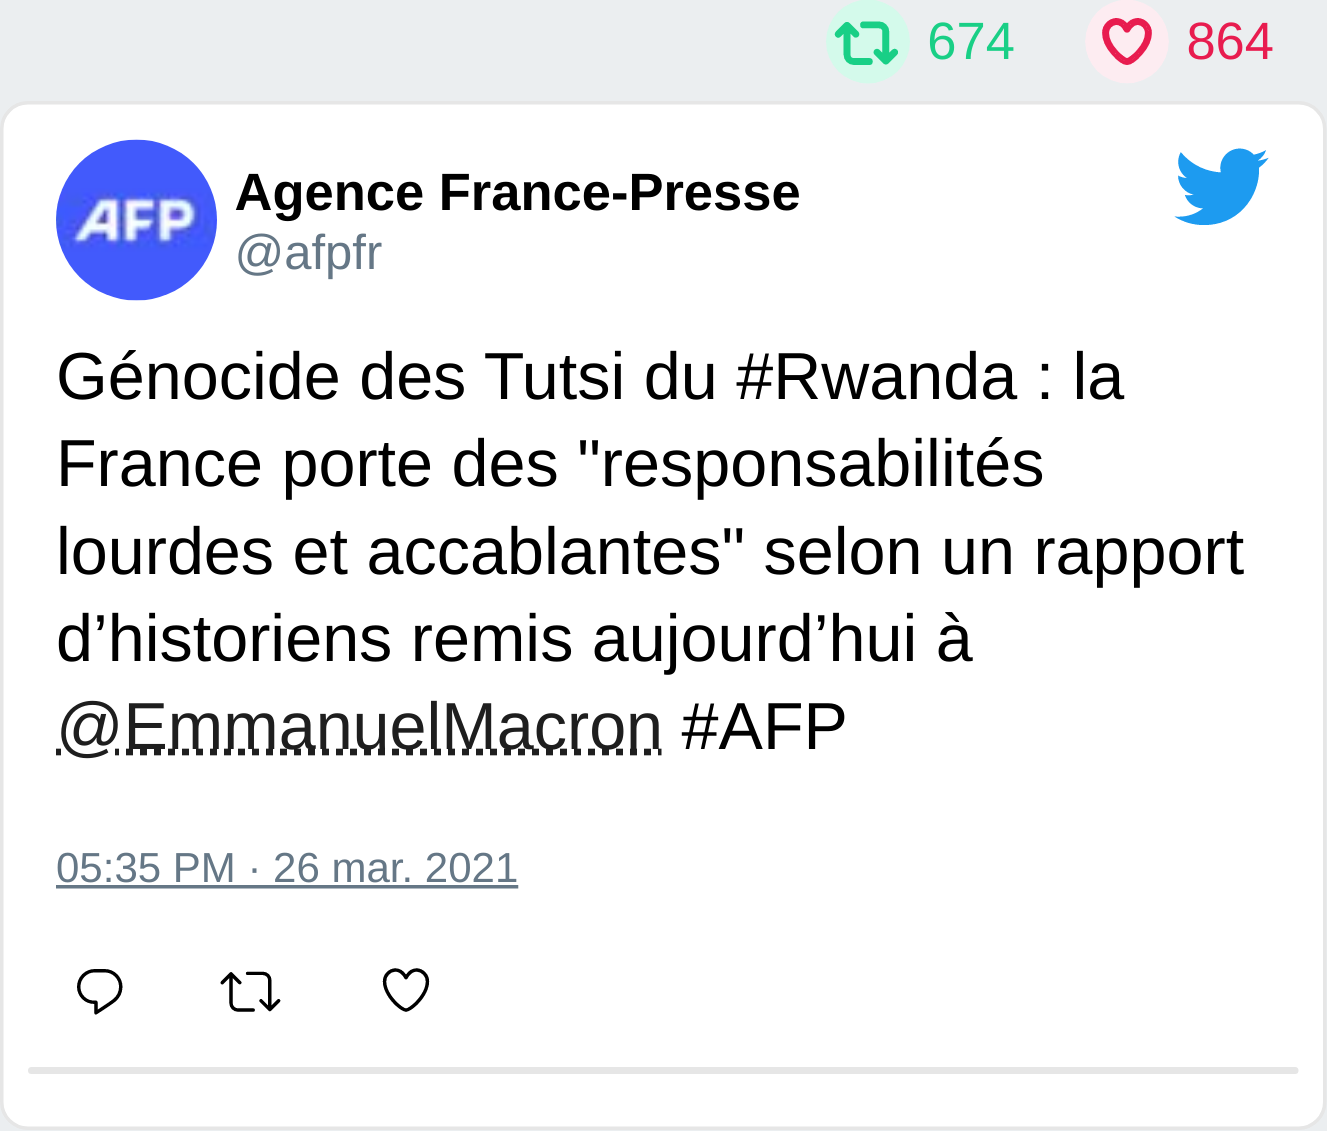 674 864
AFP
Agence France-Presse
@afpfr
Génocide des Tutsi du #Rwanda : la
France porte des "responsabilités
lourdes et accablantes" selon un rapport
d’historiens remis aujourd’hui à
@EmmanuelMacron #AFP
05:35 PM · 26 mar. 2021